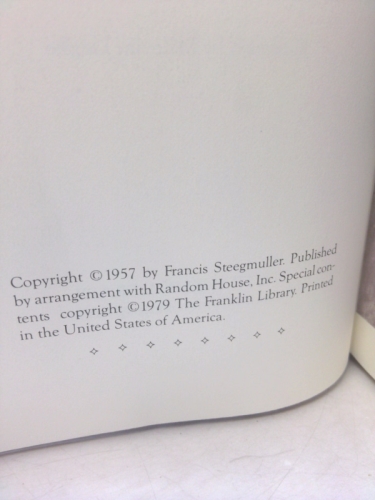 Copyright ©1957 by Francis Steegmuller. Published
by arrangement with Random House, Inc. Special con-
tents copyright ©1979 The Franklin Library. Printed
in the United States of America.